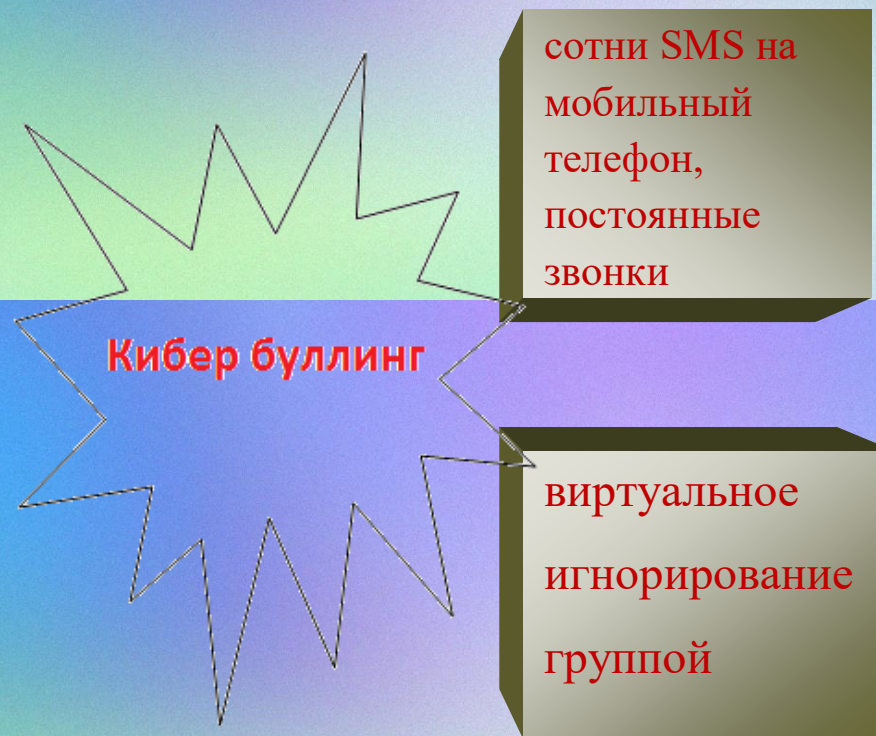 сотни SMS на
мобильный
телефон,
постоянные
звонки
Кибер буллинг
виртуальное
игнорирование
группой